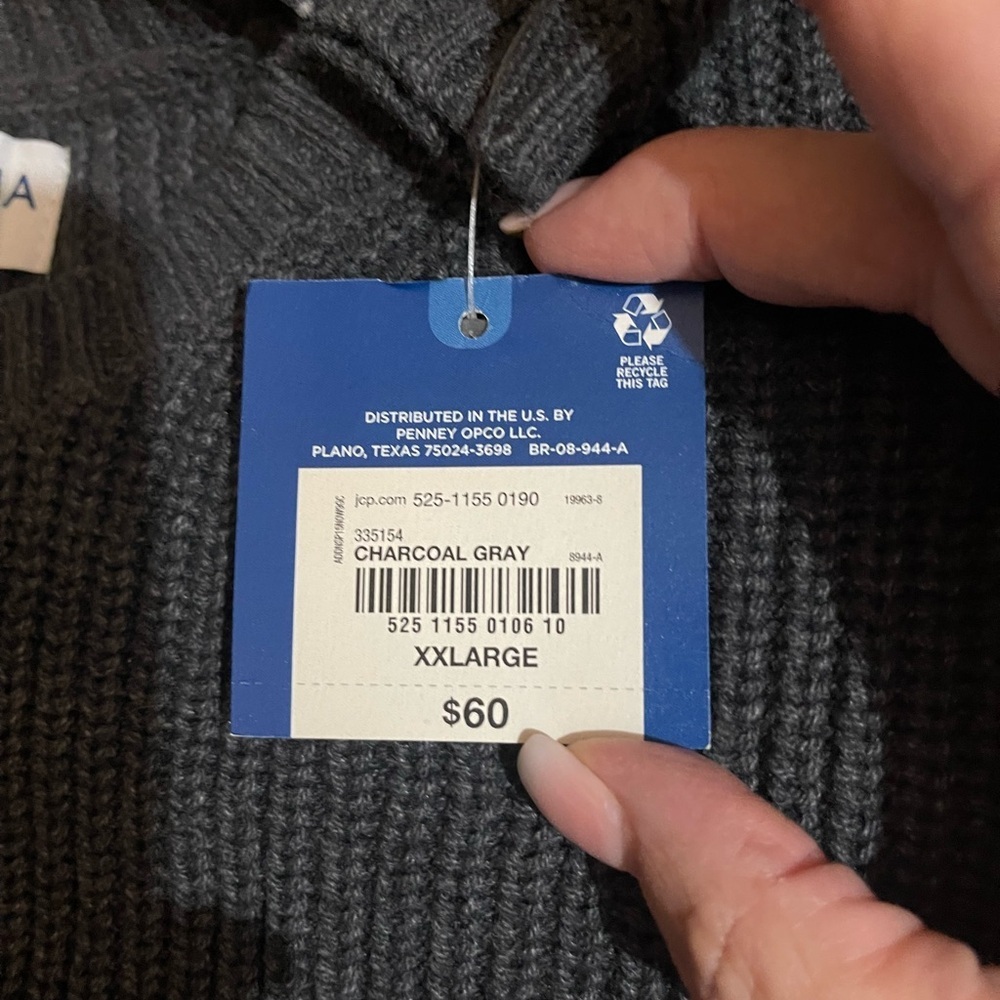 A
PLEASE
RECYCLE
THIS TAG
DISTRIBUTED IN THE U.S. BY
PENNEY OPCO LLC.
PLANO, TEXAS 75024-3698 BR-08-944-A
jcp.com 525-1155 0190 19963-8
335154
CHARCOAL GRAY 8944-A
525 1155 0106 10
XXLARGE
$60